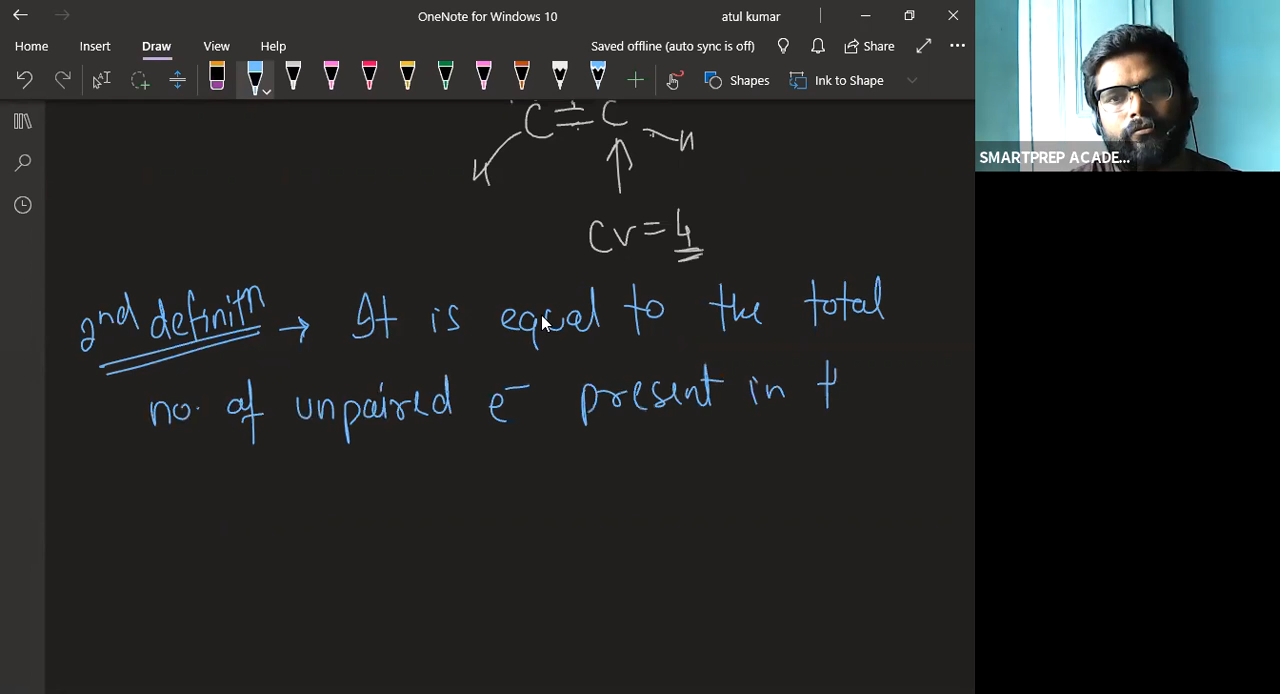 OneNote for Windows 10
atul kumar
Home Insert Draw View Help
Saved offline (auto sync is off)
Share
Shapes
Ink to Shape
SMARTPREP ACADE...
C = C
H
H
CV = 4
2nd definitn → It is equal to the total
no. of unpaired e⁻ present in t